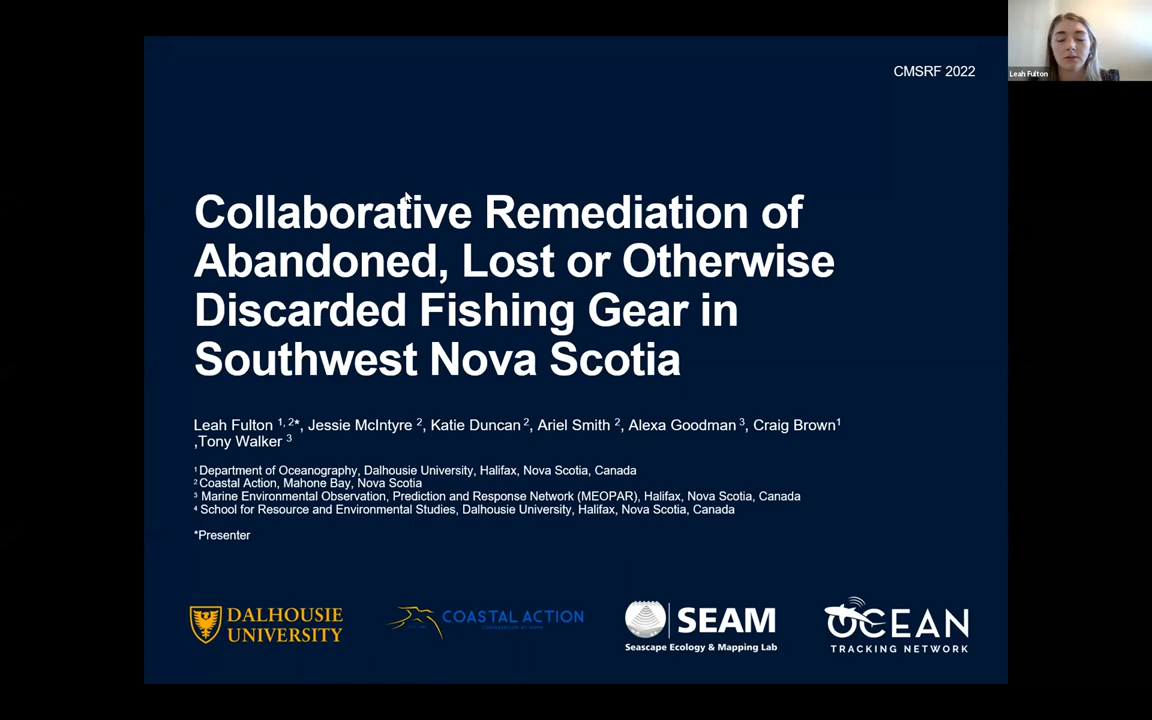 CMSRF 2022
Leah Fulton
Collaborative Remediation of
Abandoned, Lost or Otherwise
Discarded Fishing Gear in
Southwest Nova Scotia
Leah Fulton ¹, ²*, Jessie McIntyre ², Katie Duncan ², Ariel Smith ², Alexa Goodman ³, Craig Brown¹
,Tony Walker ³
¹ Department of Oceanography, Dalhousie University, Halifax, Nova Scotia, Canada
² Coastal Action, Mahone Bay, Nova Scotia
³ Marine Environmental Observation, Prediction and Response Network (MEOPAR), Halifax, Nova Scotia, Canada
⁴ School for Resource and Environmental Studies, Dalhousie University, Halifax, Nova Scotia, Canada
*Presenter
DALHOUSIE
UNIVERSITY
COASTAL ACTION
SEAM
Seascape Ecology & Mapping Lab
OCEAN
TRACKING NETWORK